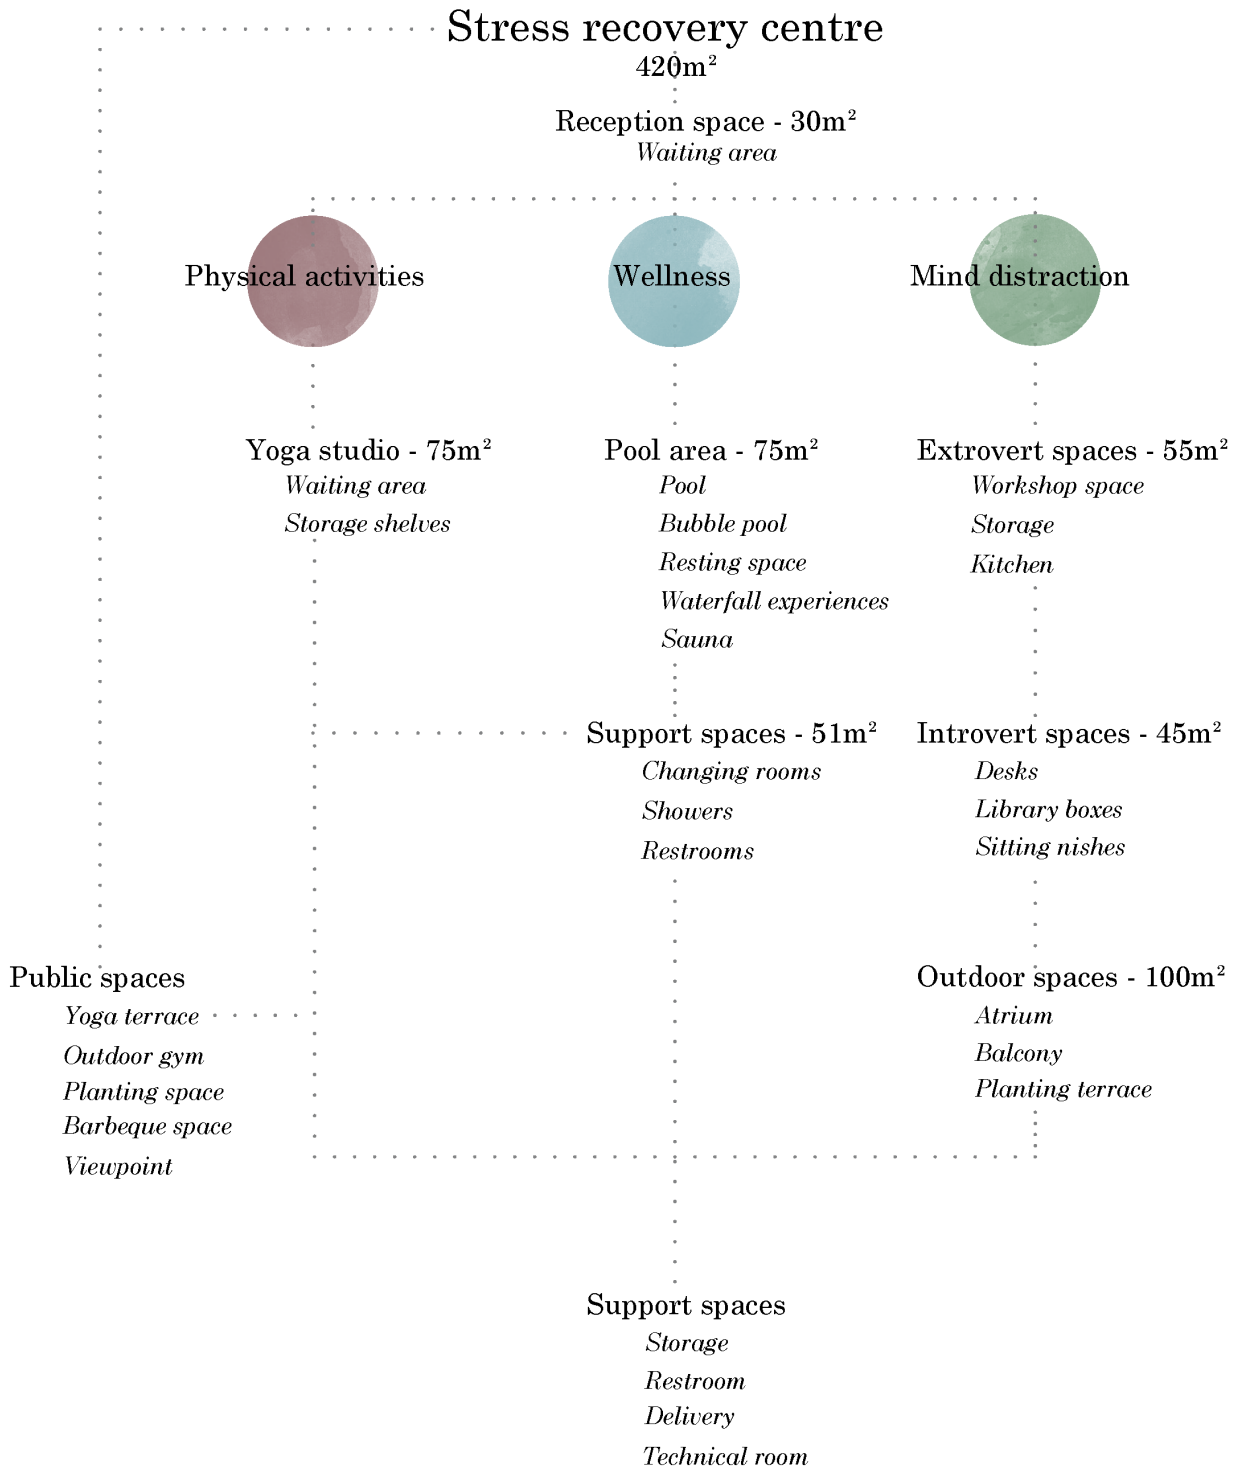 Stress recovery centre
420m²
Reception space - 30m²
Waiting area
Physical activities
Wellness
Mind distraction
Yoga studio - 75m²
Waiting area
Storage shelves
Pool area - 75m²
Pool
Bubble pool
Resting space
Waterfall experiences
Sauna
Extrovert spaces - 55m²
Workshop space
Storage
Kitchen
Support spaces - 51m²
Changing rooms
Showers
Restrooms
Introvert spaces - 45m²
Desks
Library boxes
Sitting nishes
Public spaces
Yoga terrace
Outdoor gym
Planting space
Barbeque space
Viewpoint
Outdoor spaces - 100m²
Atrium
Balcony
Planting terrace
Support spaces
Storage
Restroom
Delivery
Technical room